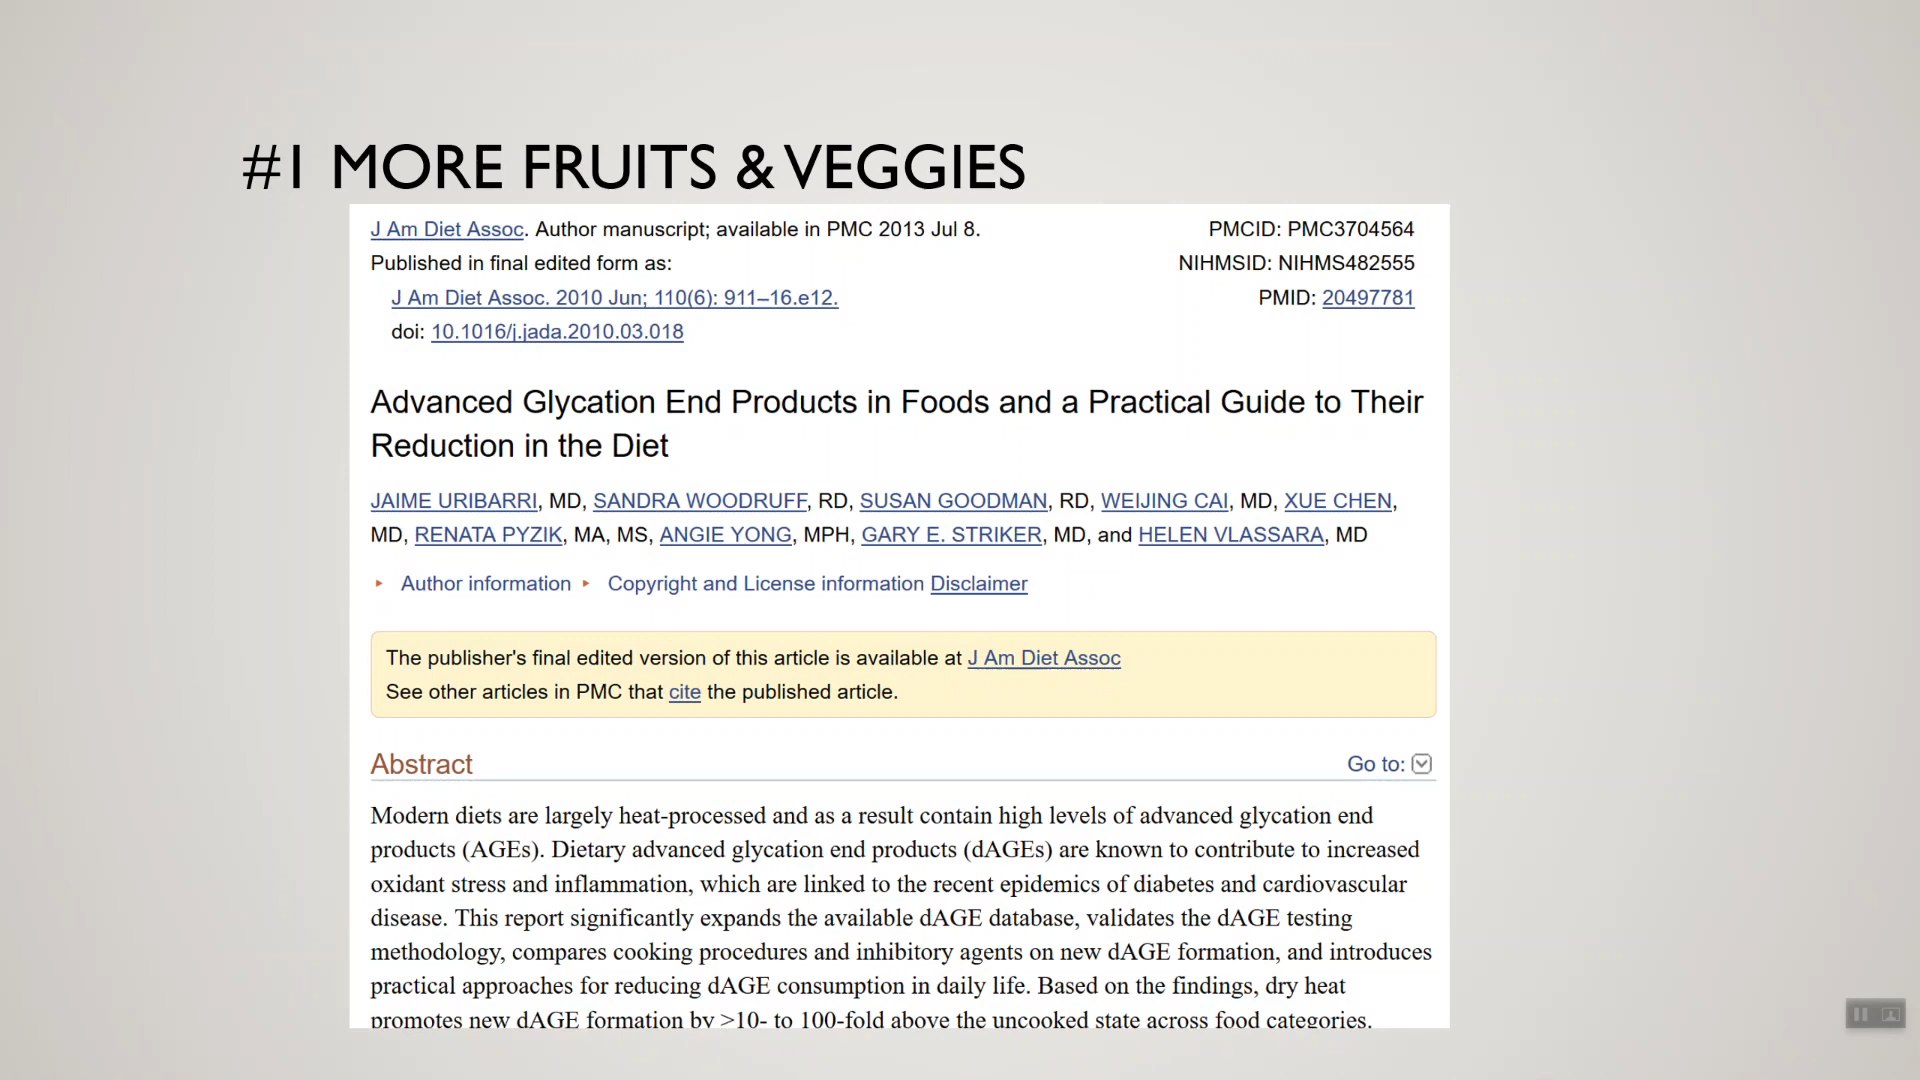 #1 MORE FRUITS & VEGGIES
J Am Diet Assoc. Author manuscript; available in PMC 2013 Jul 8.
PMCID: PMC3704564
Published in final edited form as:
NIHMSID: NIHMS482555
J Am Diet Assoc. 2010 Jun; 110(6): 911–16.e12.
PMID: 20497781
doi: 10.1016/j.jada.2010.03.018
Advanced Glycation End Products in Foods and a Practical Guide to Their
Reduction in the Diet
JAIME URIBARRI, MD, SANDRA WOODRUFF, RD, SUSAN GOODMAN, RD, WEIJING CAI, MD, XUE CHEN,
MD, RENATA PYZIK, MA, MS, ANGIE YONG, MPH, GARY E. STRIKER, MD, and HELEN VLASSARA, MD
Author information Copyright and License information Disclaimer
The publisher's final edited version of this article is available at J Am Diet Assoc
See other articles in PMC that cite the published article.
Abstract
Go to:
Modern diets are largely heat-processed and as a result contain high levels of advanced glycation end
products (AGEs). Dietary advanced glycation end products (dAGEs) are known to contribute to increased
oxidant stress and inflammation, which are linked to the recent epidemics of diabetes and cardiovascular
disease. This report significantly expands the available dAGE database, validates the dAGE testing
methodology, compares cooking procedures and inhibitory agents on new dAGE formation, and introduces
practical approaches for reducing dAGE consumption in daily life. Based on the findings, dry heat
promotes new dAGE formation by >10- to 100-fold above the uncooked state across food categories.